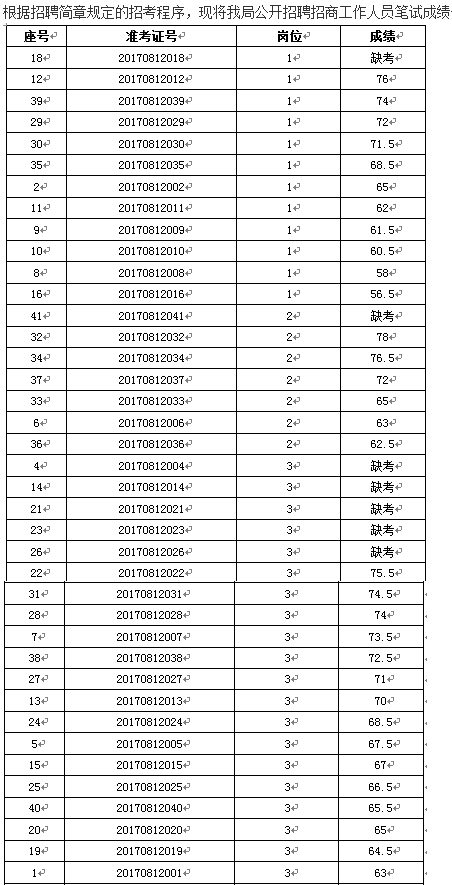 根据招聘简章规定的招考程序，现将我局公开招聘招商工作人员笔试成绩
座号 准考证号 岗位 成绩
18 20170812018 1 缺考
12 20170812012 1 76
39 20170812039 1 74
29 20170812029 1 72
30 20170812030 1 71.5
35 20170812035 1 68.5
2 20170812002 1 65
11 20170812011 1 62
9 20170812009 1 61.5
10 20170812010 1 60.5
8 20170812008 1 58
16 20170812016 1 56.5
41 20170812041 2 缺考
32 20170812032 2 78
34 20170812034 2 76.5
37 20170812037 2 72
33 20170812033 2 65
6 20170812006 2 63
36 20170812036 2 62.5
4 20170812004 3 缺考
14 20170812014 3 缺考
21 20170812021 3 缺考
23 20170812023 3 缺考
26 20170812026 3 缺考
22 20170812022 3 75.5
31 20170812031 3 74.5
28 20170812028 3 74
7 20170812007 3 73.5
38 20170812038 3 72.5
27 20170812027 3 71
13 20170812013 3 70
24 20170812024 3 68.5
5 20170812005 3 67.5
15 20170812015 3 67
25 20170812025 3 66.5
40 20170812040 3 65.5
20 20170812020 3 65
19 20170812019 3 64.5
1 20170812001 3 63